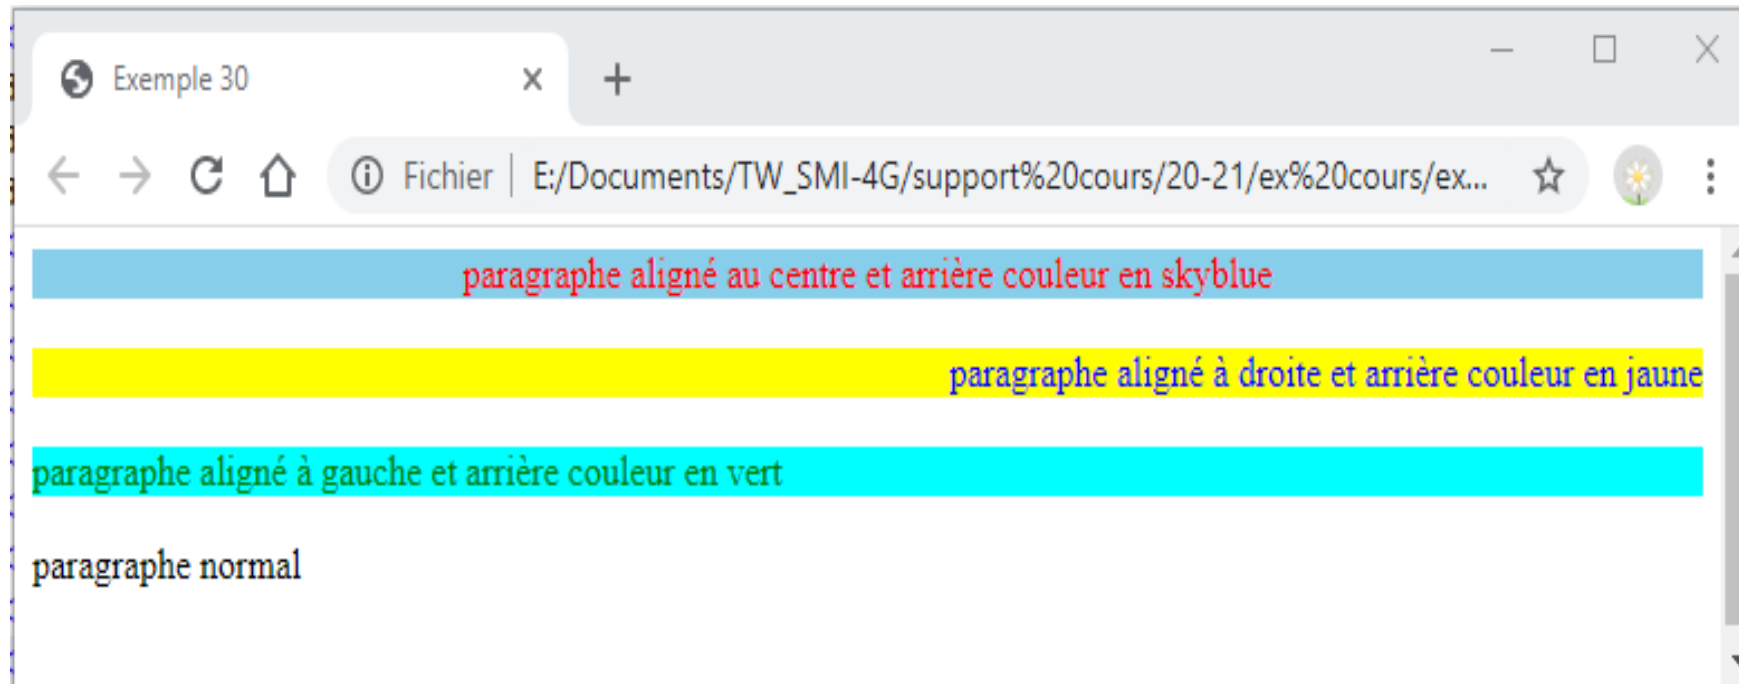 Exemple 30
Fichier E:/Documents/TW_SMI-4G/support%20cours/20-21/ex%20cours/ex...
paragraphe aligné au centre et arrière couleur en skyblue
paragraphe aligné à droite et arrière couleur en jaune
paragraphe aligné à gauche et arrière couleur en vert
paragraphe normal